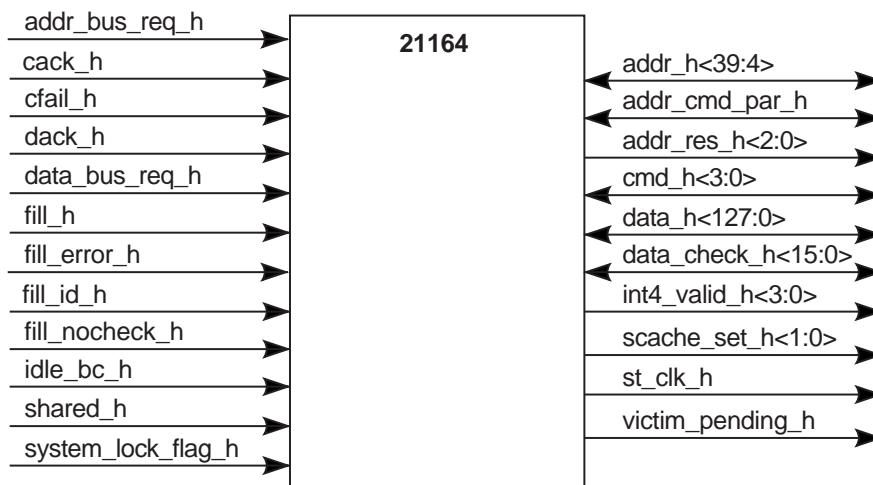 addr_bus_req_h
cack_h
cfail_h
dack_h
data_bus_req_h
fill_h
fill_error_h
fill_id_h
fill_nocheck_h
idle_bc_h
shared_h
system_lock_flag_h
21164
addr_h<39:4>
addr_cmd_par_h
addr_res_h<2:0>
cmd_h<3:0>
data_h<127:0>
data_check_h<15:0>
int4_valid_h<3:0>
scache_set_h<1:0>
st_clk_h
victim_pending_h